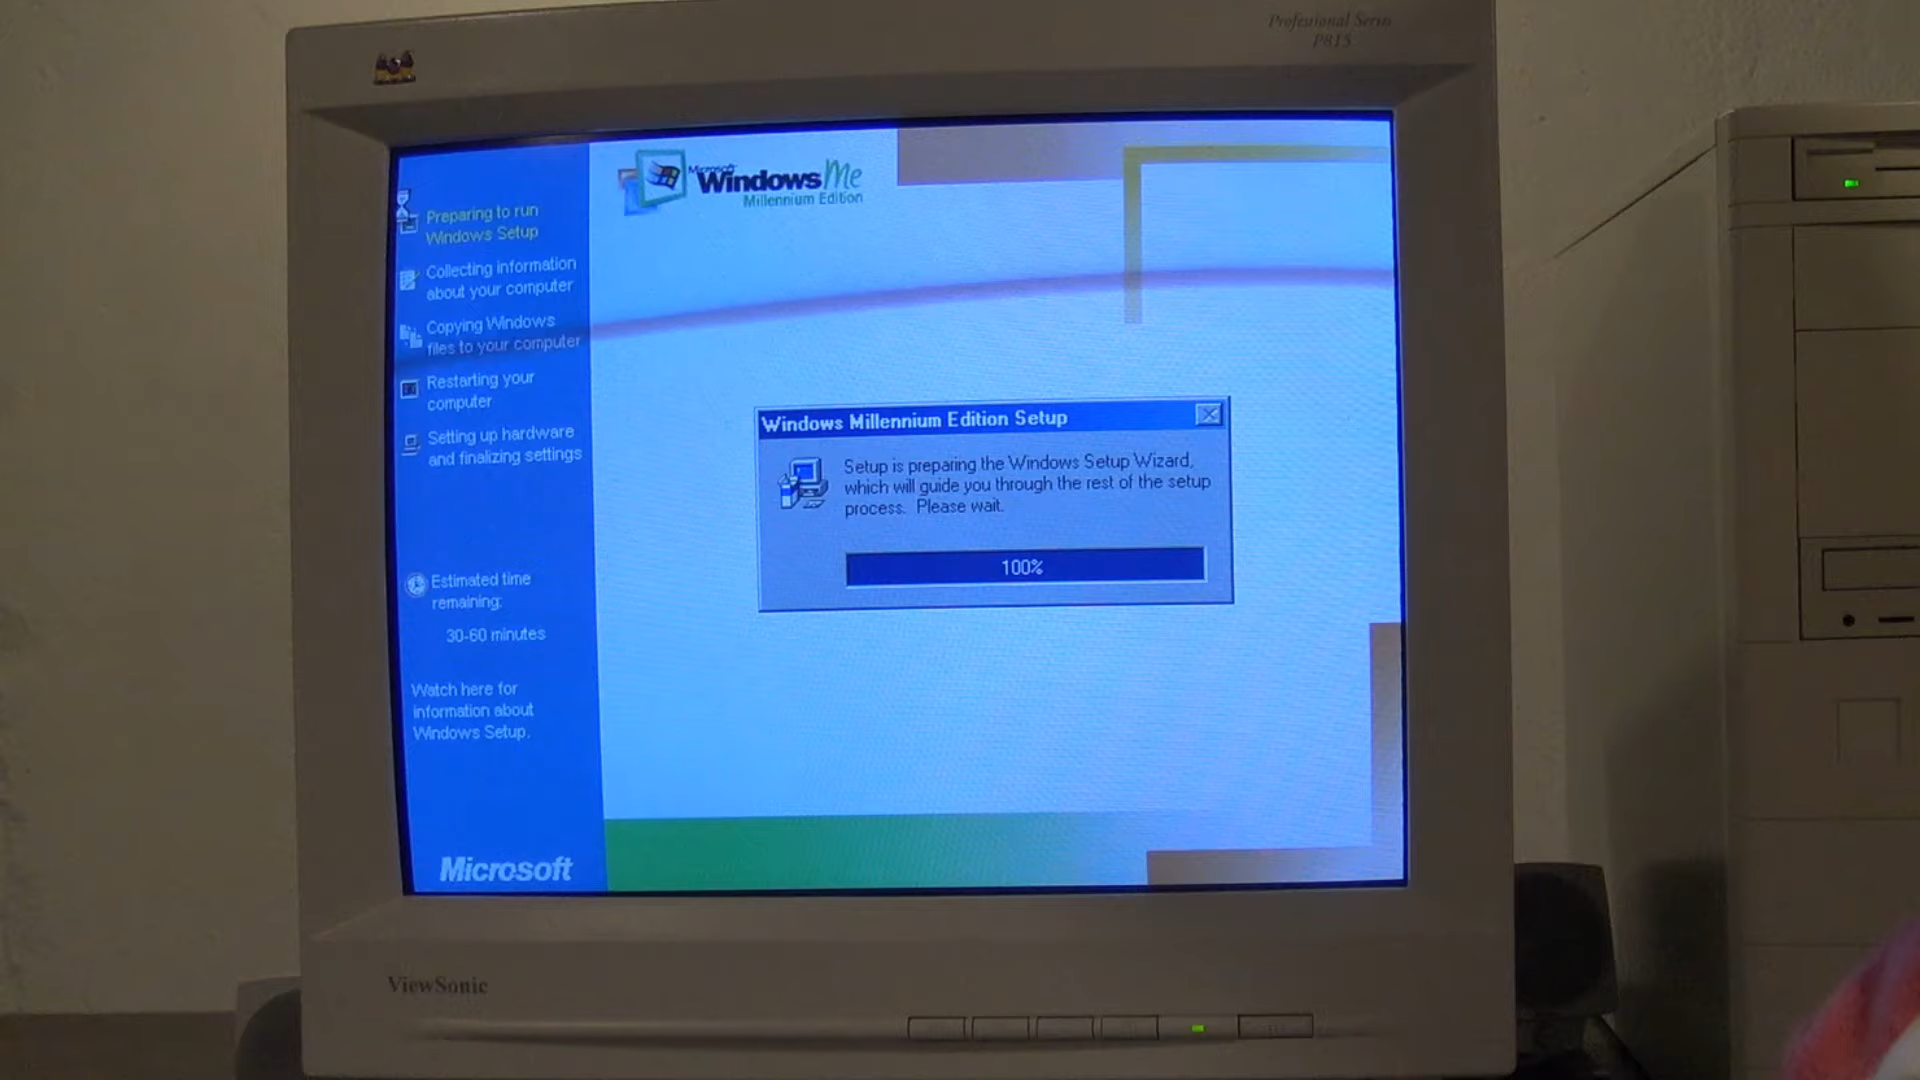 Professional Series
P815
Microsoft
Windows Me
Millennium Edition
Preparing to run
Windows Setup
Collecting information
about your computer
Copying Windows
files to your computer
Restarting your
computer
Setting up hardware
and finalizing settings
Estimated time
remaining:
30-60 minutes
Watch here for
information about
Windows Setup.
Microsoft
Windows Millennium Edition Setup
Setup is preparing the Windows Setup Wizard,
which will guide you through the rest of the setup
process. Please wait.
100%
ViewSonic